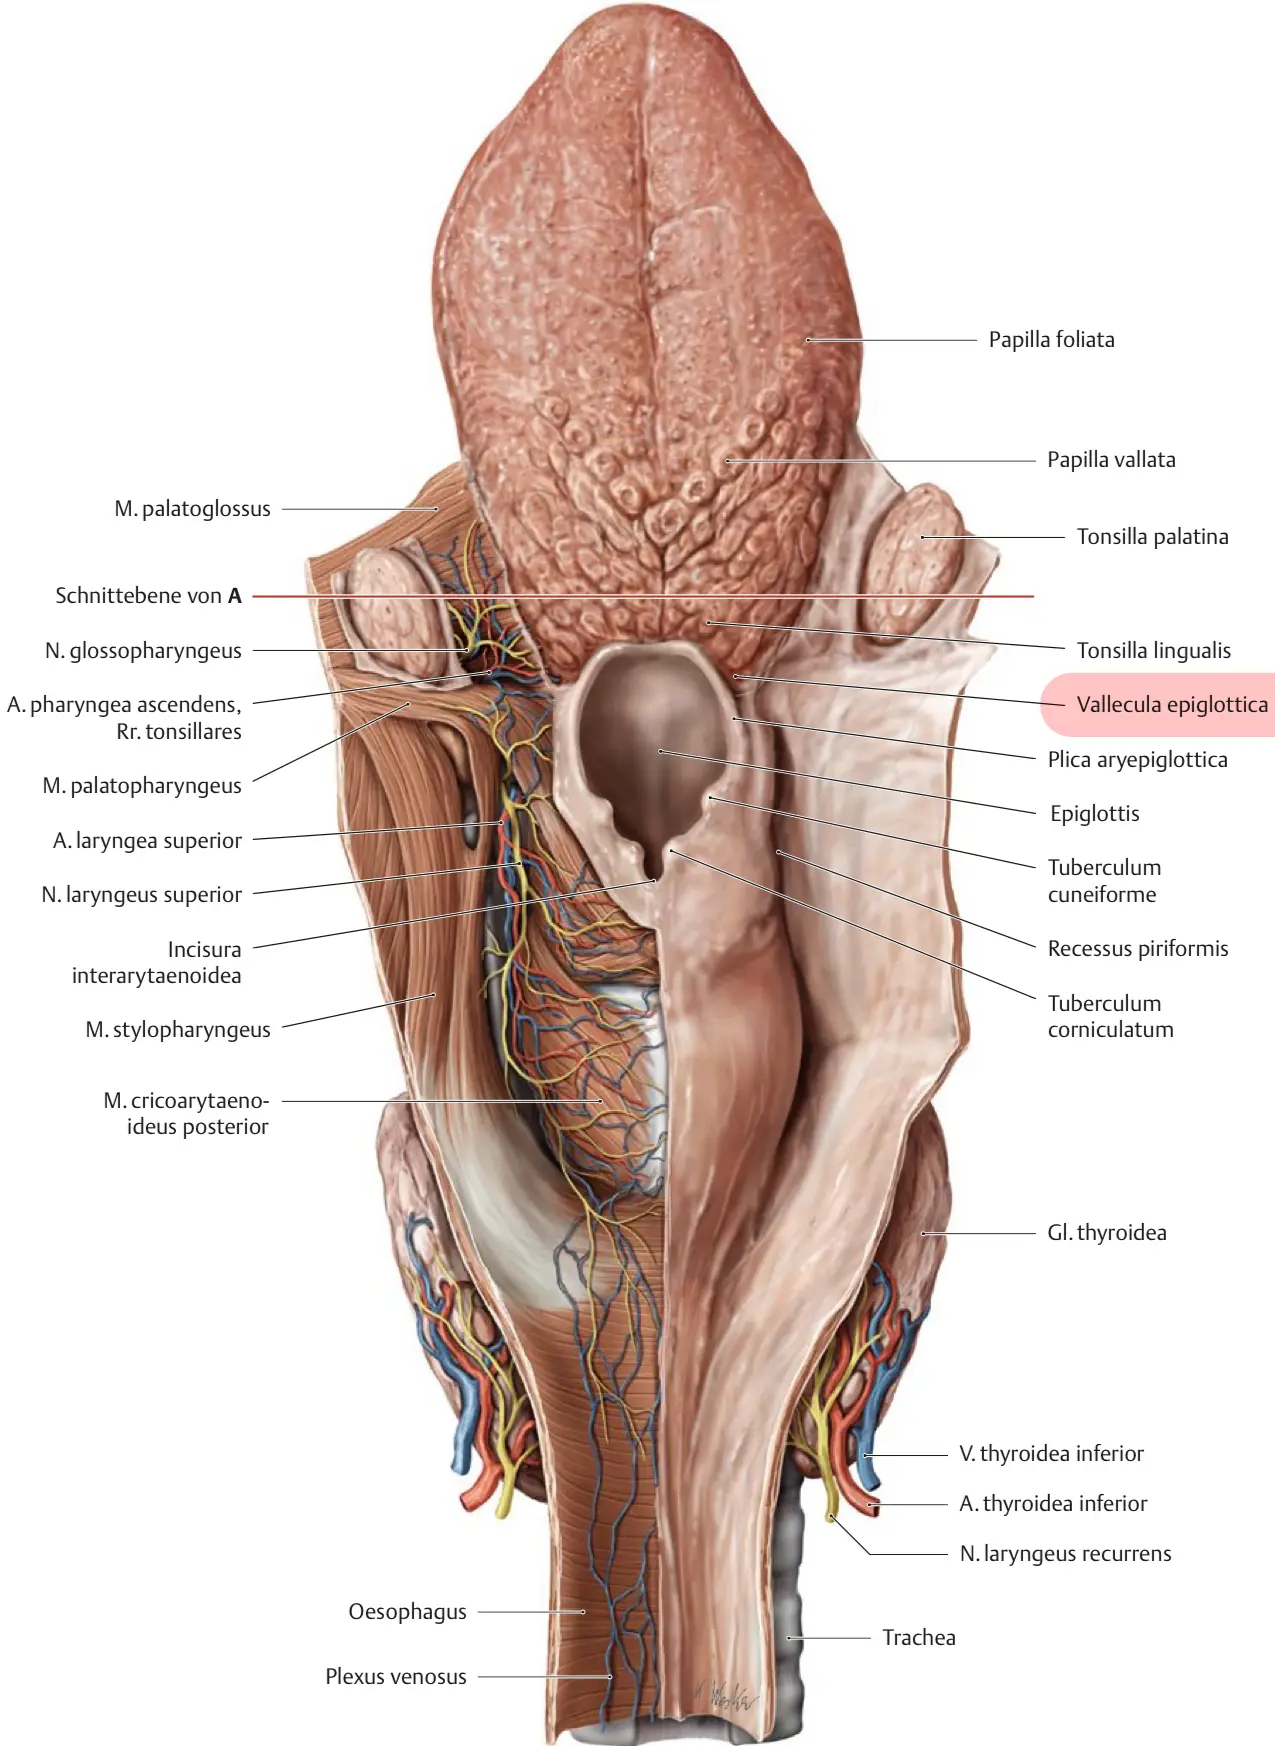 Papilla foliata
Papilla vallata
M. palatoglossus
Tonsilla palatina
Schnittebene von A
N. glossopharyngeus
Tonsilla lingualis
A. pharyngea ascendens,
Rr. tonsillares
Vallecula epiglottica
Plica aryepiglottica
M. palatopharyngeus
Epiglottis
A. laryngea superior
Tuberculum
cuneiforme
N. laryngeus superior
Incisura
interarytaenoidea
Recessus piriformis
Tuberculum
corniculatum
M. stylopharyngeus
M. cricoarytaeno-
ideus posterior
Gl. thyroidea
V. thyroidea inferior
A. thyroidea inferior
N. laryngeus recurrens
Oesophagus
Trachea
Plexus venosus